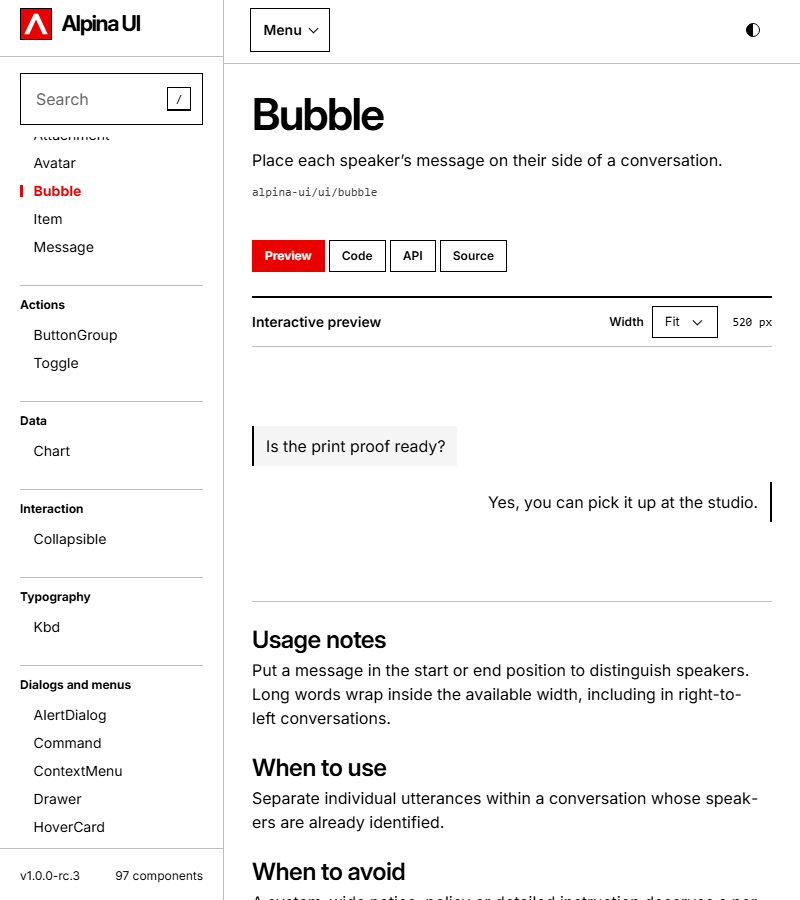 Alpina UI
Search
/
Attachment
Avatar
Bubble
Item
Message
Actions
ButtonGroup
Toggle
Data
Chart
Interaction
Collapsible
Typography
Kbd
Dialogs and menus
AlertDialog
Command
ContextMenu
Drawer
HoverCard
v1.0.0-rc.3 97 components
Menu
Bubble
Place each speaker’s message on their side of a conversation.
alpina-ui/ui/bubble
Preview Code API Source
Interactive preview Width Fit 520 px
Is the print proof ready?
Yes, you can pick it up at the studio.
Usage notes
Put a message in the start or end position to distinguish speakers.
Long words wrap inside the available width, including in right-to-
left conversations.
When to use
Separate individual utterances within a conversation whose speak-
ers are already identified.
When to avoid